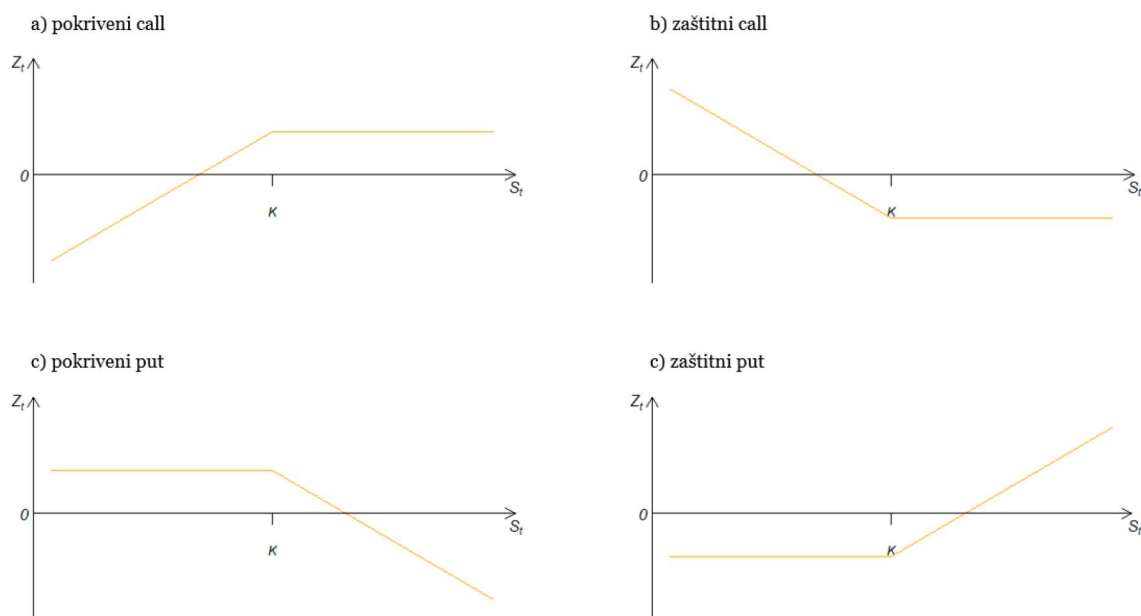 a) pokriveni call
Z_t
0
K
S_t
b) zaštitni call
Z_t
0
K
S_t
c) pokriveni put
Z_t
0
K
S_t
c) zaštitni put
Z_t
0
K
S_t